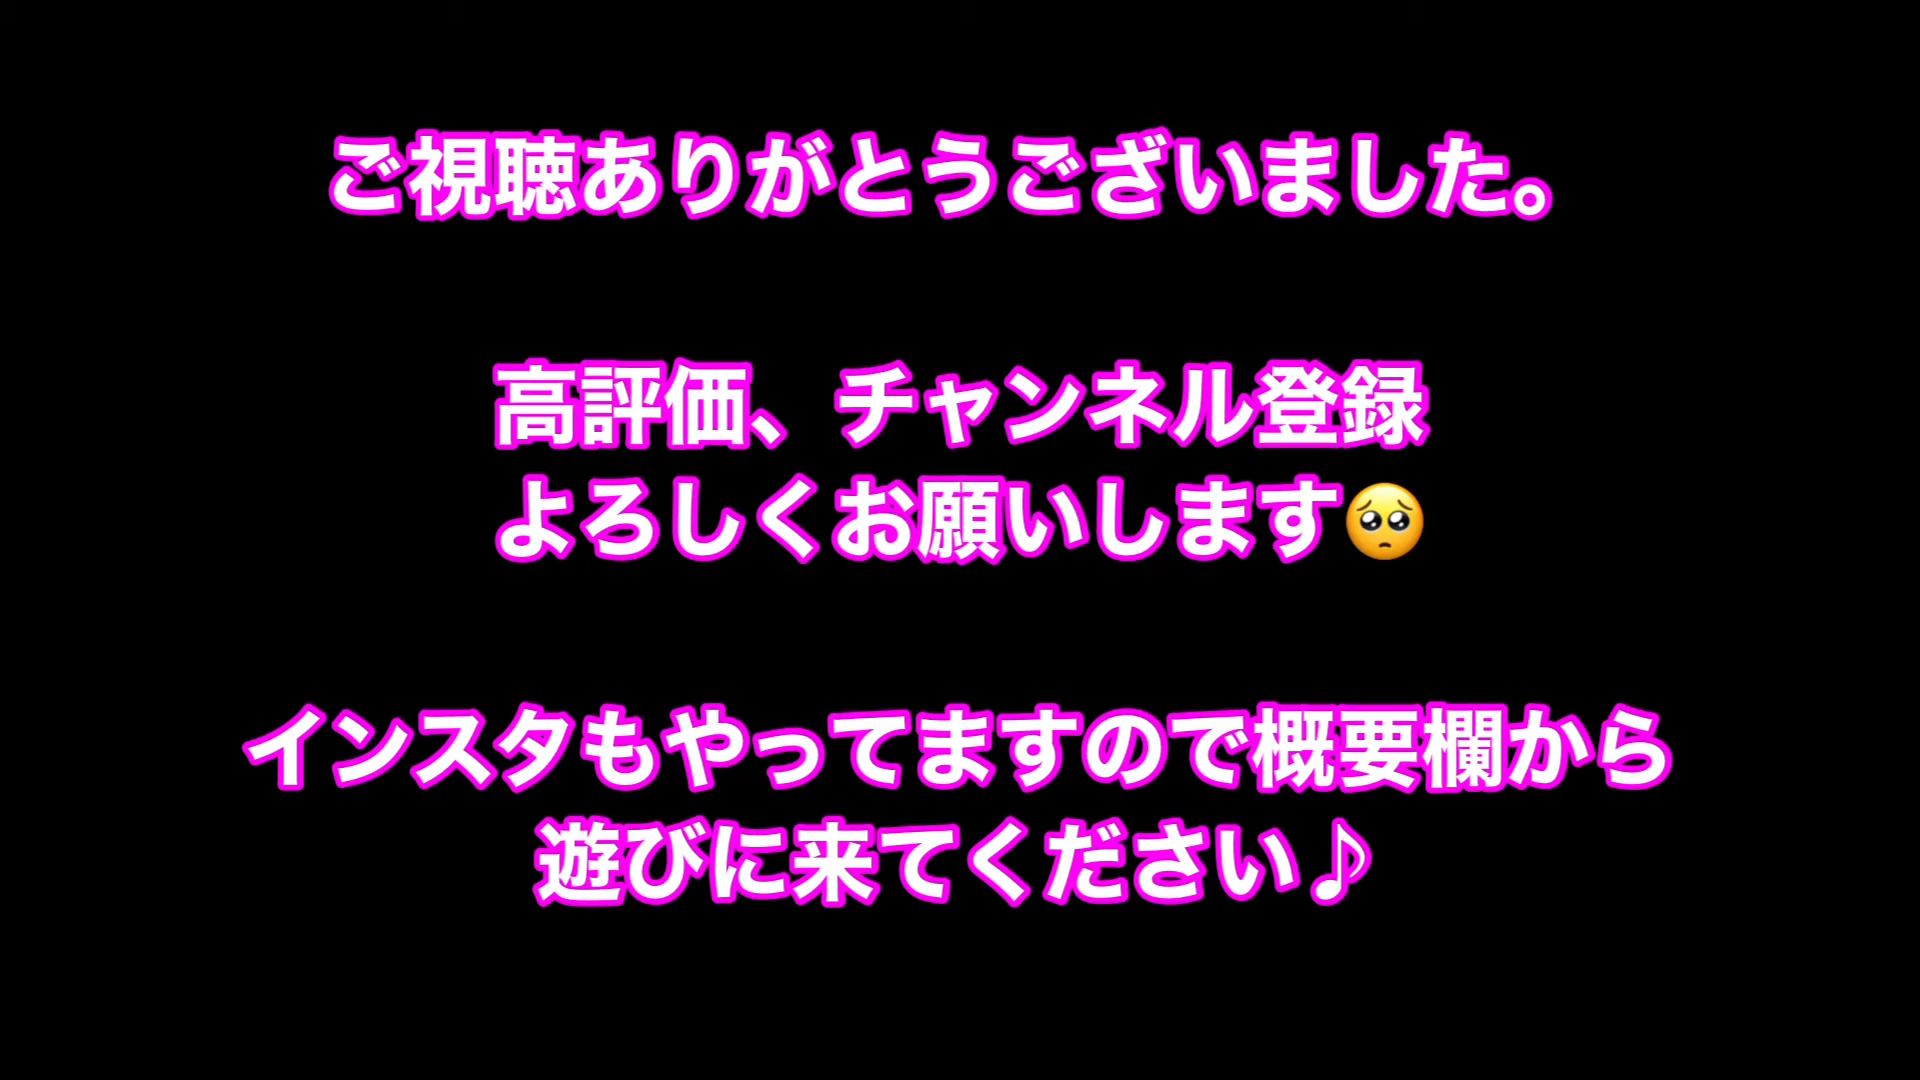 ご視聴ありがとうございました。
高評価、チャンネル登録
よろしくお願いします🥺
インスタもやってますので概要欄から
遊びに来てください♪